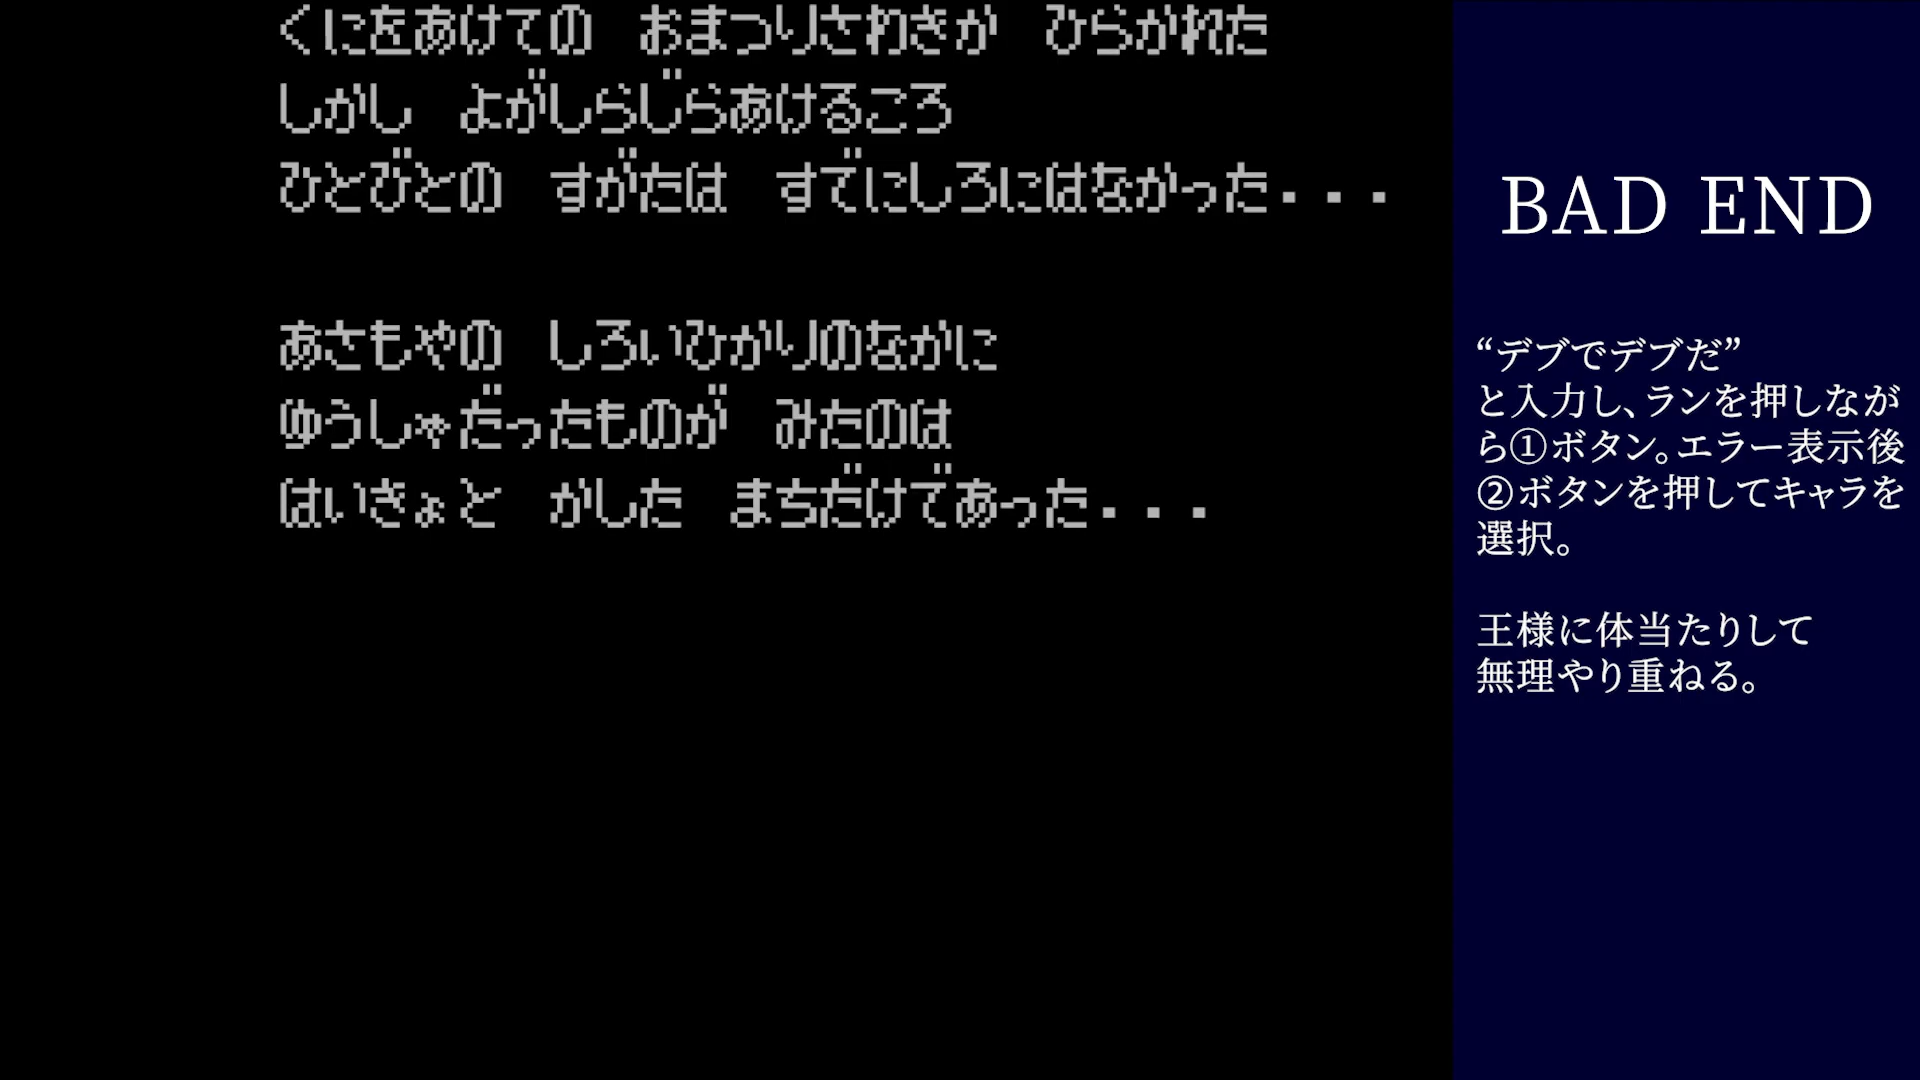 くにをあけての　おまつりさわきか　ひらかれた
しかし　よがしらじらあけるころ
ひとびとの　すがたは　すでにしろにはなかった・・・
あさもやの　しろいひかりのなかに
ゆうしゃだったものが　みたのは
はいきょと　かした　まちだけであった・・・
BAD END
“デブでデブだ”
と入力し、ランを押しなが
ら①ボタン。エラー表示後
②ボタンを押してキャラを
選択。
王様に体当たりして
無理やり重ねる。